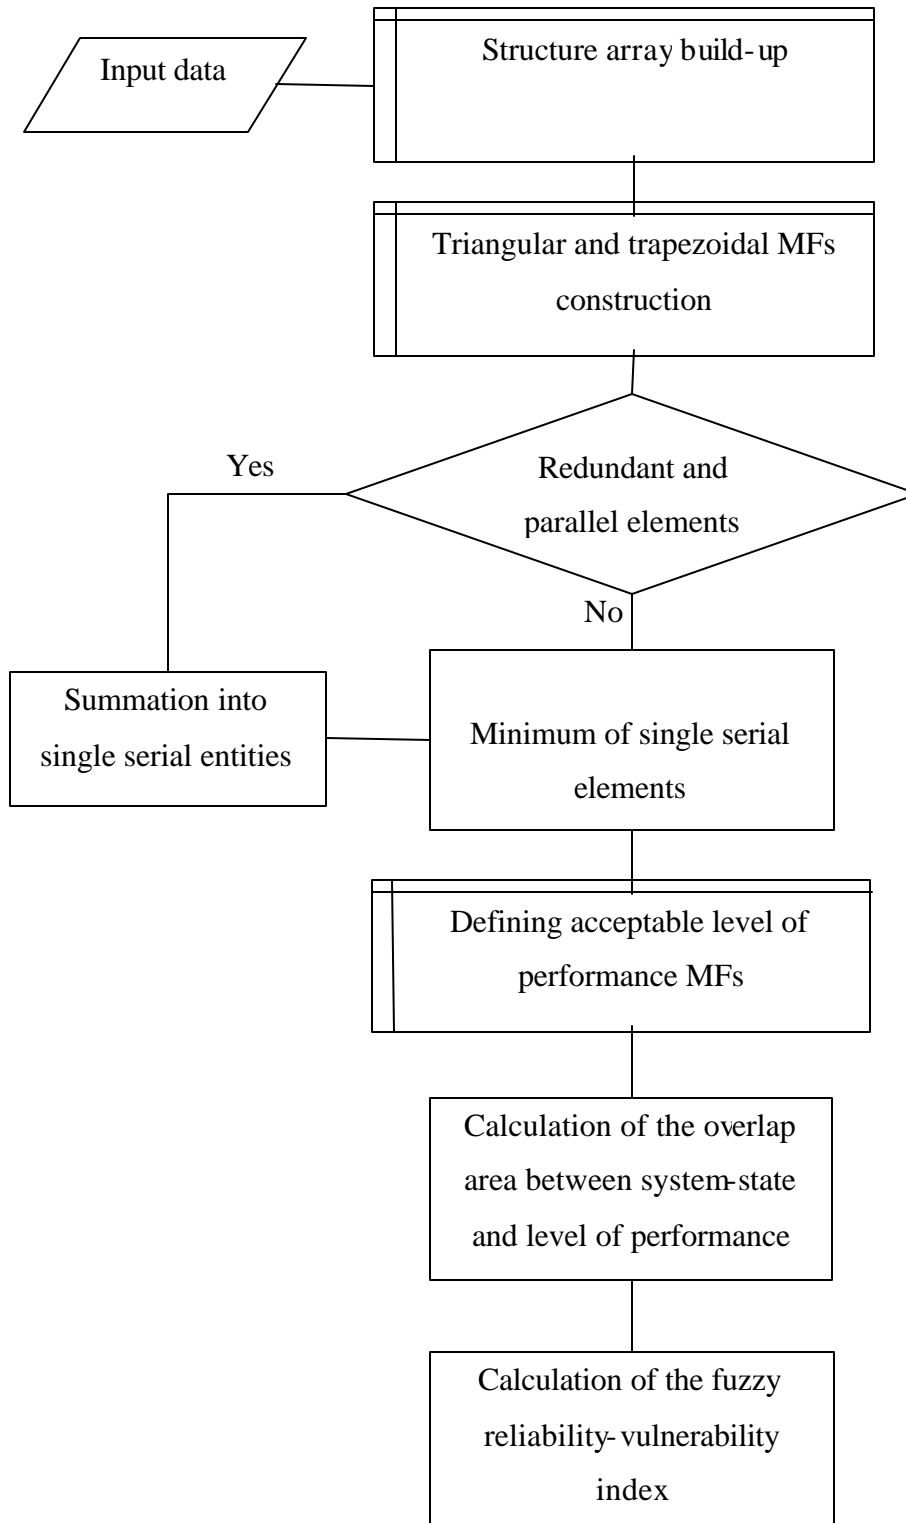 Input data
Structure array build-up
Triangular and trapezoidal MFs
construction
Yes
Redundant and
parallel elements
No
Summation into
single serial entities
Minimum of single serial
elements
Defining acceptable level of
performance MFs
Calculation of the overlap
area between system-state
and level of performance
Calculation of the fuzzy
reliability-vulnerability
index